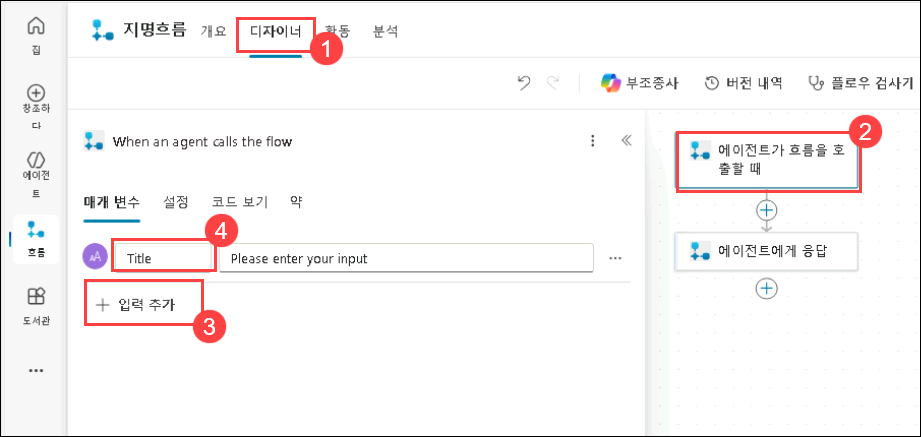 집
창조하
다
에이전
트
흐름
도서관
지명흐름 개요 디자이너 활동 분석
1
부조종사 버전 내역 플로우 검사기
When an agent calls the flow
매개 변수 설정 코드 보기 약
4
AA Title Please enter your input
입력 추가
3
2
에이전트가 흐름을 호
출할 때
에이전트에게 응답